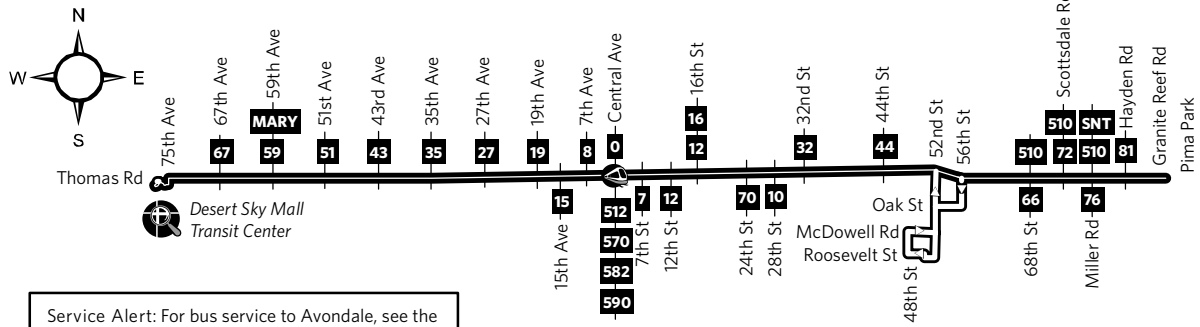 N
W E
S
75th Ave
67th Ave
59th Ave
51st Ave
43rd Ave
35th Ave
27th Ave
19th Ave
7th Ave
Central Ave
16th St
32nd St
44th St
52nd St
56th St
Scottsdale
Hayden Rd
Granite Reef Rd
Pima Park
MARY
16
510 SNT
67 59 51 43 35 27 19 8 0 12 32 44 510 72 510 81
Thomas Rd
15 512 7 12 70 10 66 76
570
582
590
Desert Sky Mall
Transit Center
15th Ave
7th St
12th St
24th St
28th St
Oak St
McDowell Rd
Roosevelt St
48th St
68th St
Miller Rd
Service Alert: For bus service to Avondale, see the